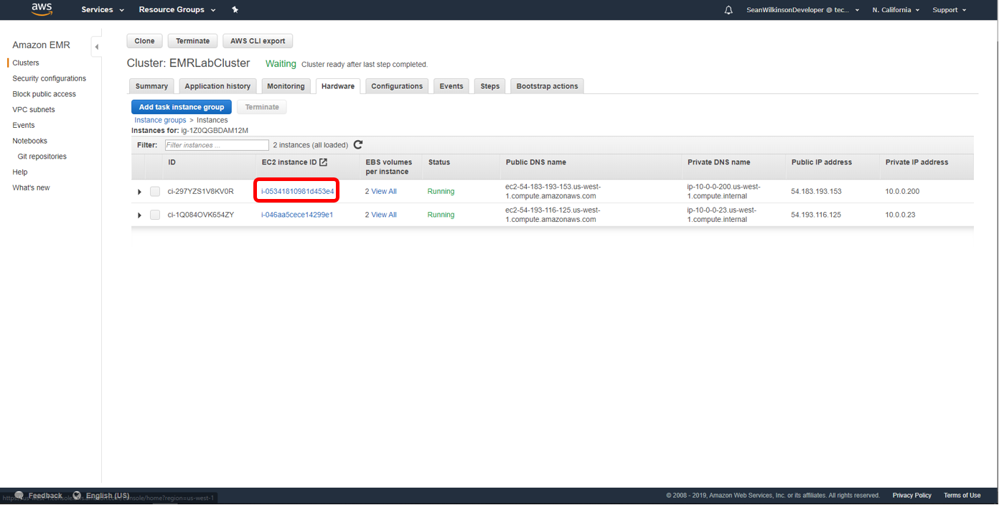 aws Services Resource Groups SeanWilkinsonDeveloper @ tec... N. California Support
Amazon EMR
Clusters
Security configurations
Block public access
VPC subnets
Events
Notebooks
Git repositories
Help
What's new
Clone Terminate AWS CLI export
Cluster: EMRLabCluster Waiting Cluster ready after last step completed.
Summary Application history Monitoring Hardware Configurations Events Steps Bootstrap actions
Add task instance group Terminate
Instance groups > Instances
Instances for: ig-1Z0QGBDAM12M
Filter: Filter instances ... 2 instances (all loaded)
ID EC2 instance ID EBS volumes per instance Status Public DNS name Private DNS name Public IP address Private IP address
ci-297YZS1V8KV0R i-05341810981d453e4 2 View All Running ec2-54-183-193-153.us-west-1.compute.amazonaws.com ip-10-0-0-200.us-west-1.compute.internal 54.183.193.153 10.0.0.200
ci-1Q084OVK654ZY i-046aa5cece14299e1 2 View All Running ec2-54-193-116-125.us-west-1.compute.amazonaws.com ip-10-0-0-23.us-west-1.compute.internal 54.193.116.125 10.0.0.23
Feedback English (US) © 2008 - 2019, Amazon Web Services, Inc. or its affiliates. All rights reserved. Privacy Policy Terms of Use